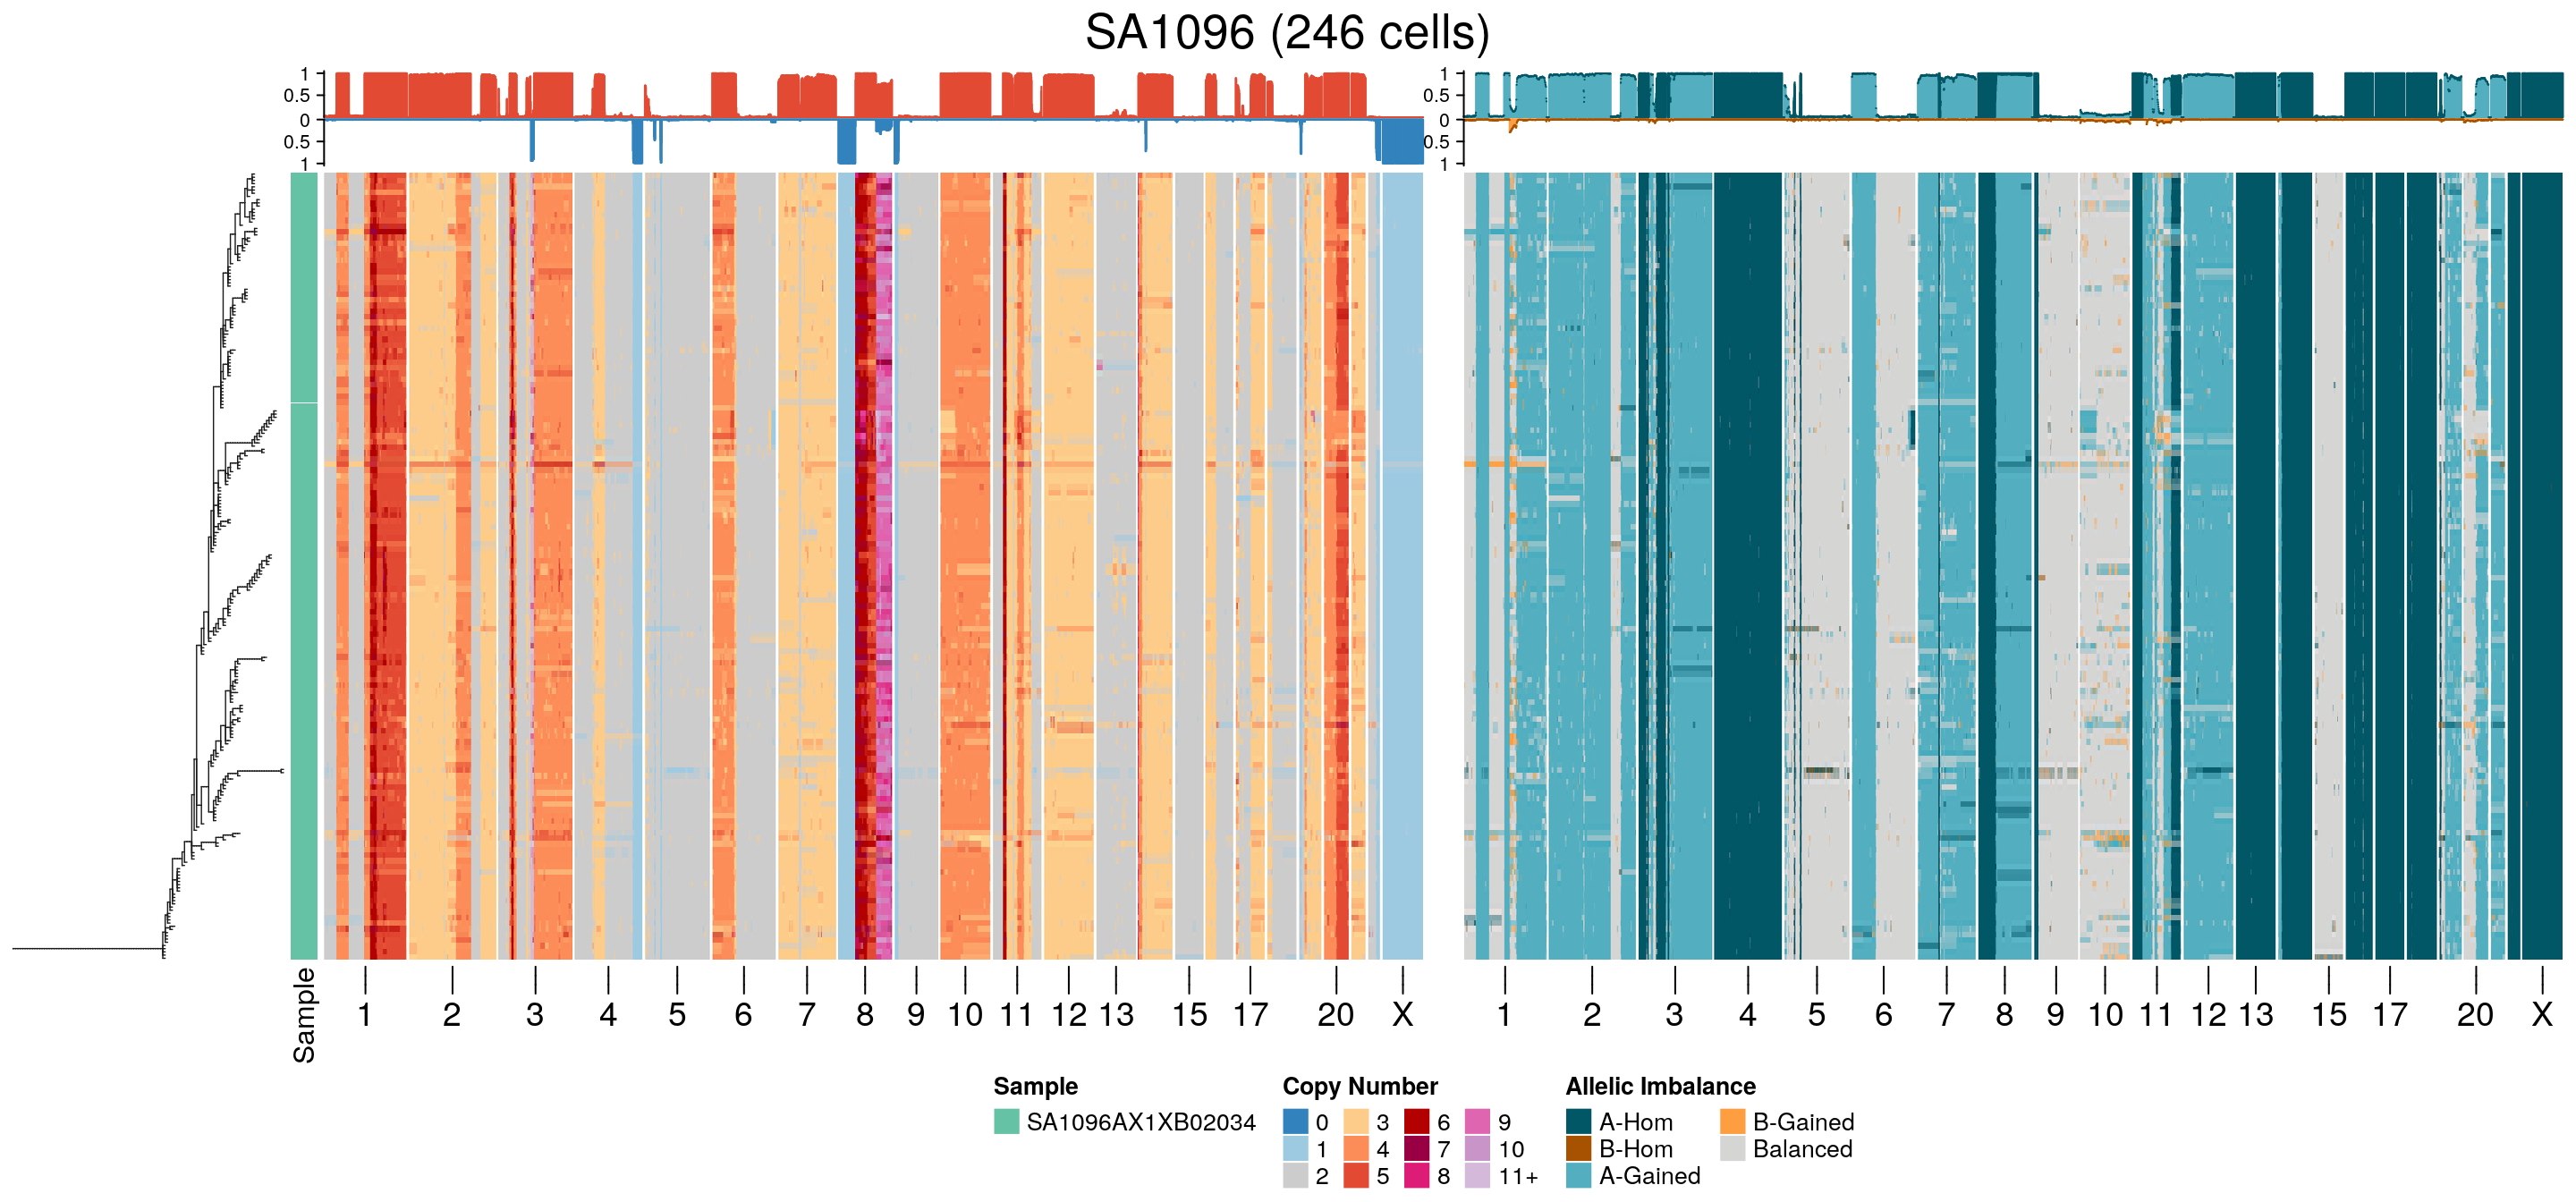 SA1096 (246 cells)
1
0.5
0
0.5
1
1
0.5
0
0.5
1
Sample
1 2 3 4 5 6 7 8 9 10 11 12 13 15 17 20 X
1 2 3 4 5 6 7 8 9 10 11 12 13 15 17 20 X
Sample
SA1096AX1XB02034
Copy Number
0 3 6 9
1 4 7 10
2 5 8 11+
Allelic Imbalance
A-Hom B-Gained
B-Hom Balanced
A-Gained